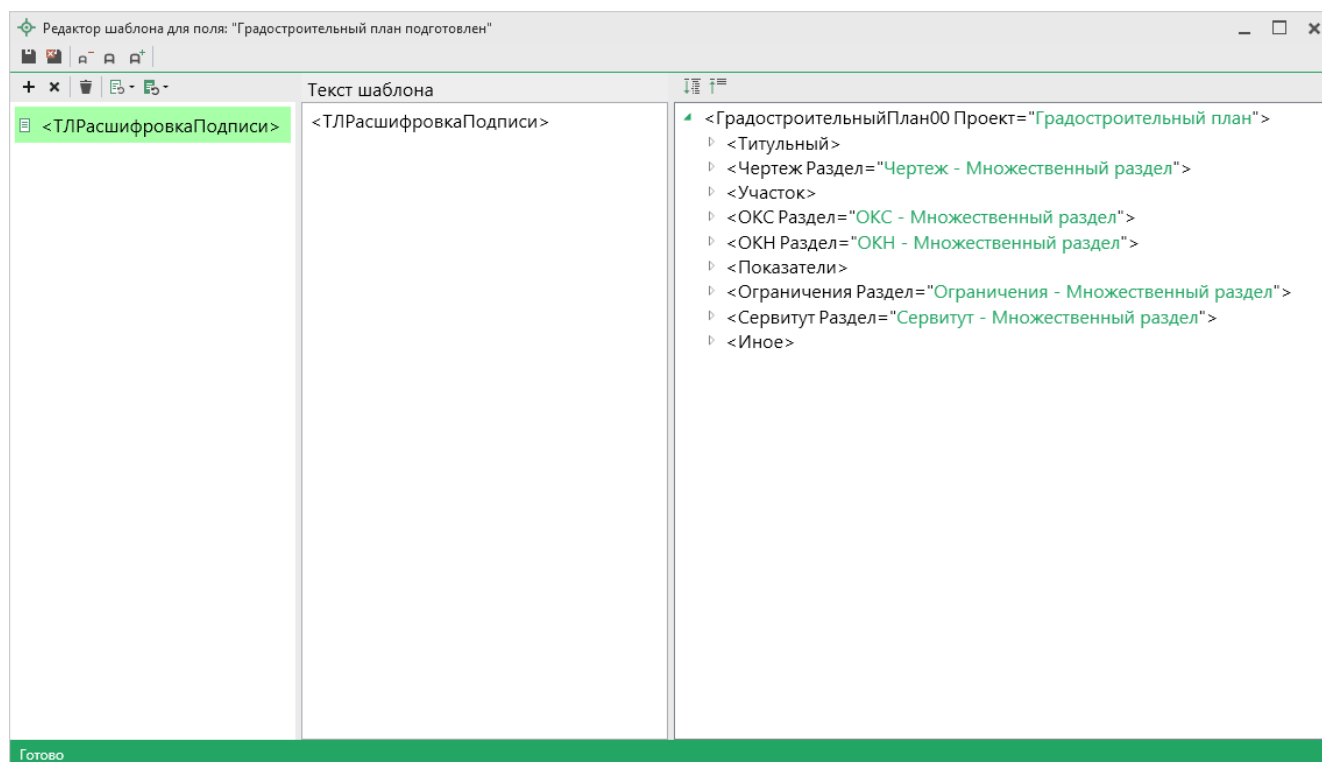 Редактор шаблона для поля: "Градостроительный план подготовлен"
Текст шаблона
<ТЛРасшифровкаПодписи>
<ТЛРасшифровкаПодписи>
<ГрадостроительныйПлан00 Проект="Градостроительный план">
<Титульный>
<Чертеж Раздел="Чертеж - Множественный раздел">
<Участок>
<ОКС Раздел="ОКС - Множественный раздел">
<ОКН Раздел="ОКН - Множественный раздел">
<Показатели>
<Ограничения Раздел="Ограничения - Множественный раздел">
<Сервитут Раздел="Сервитут - Множественный раздел">
<Иное>
Готово